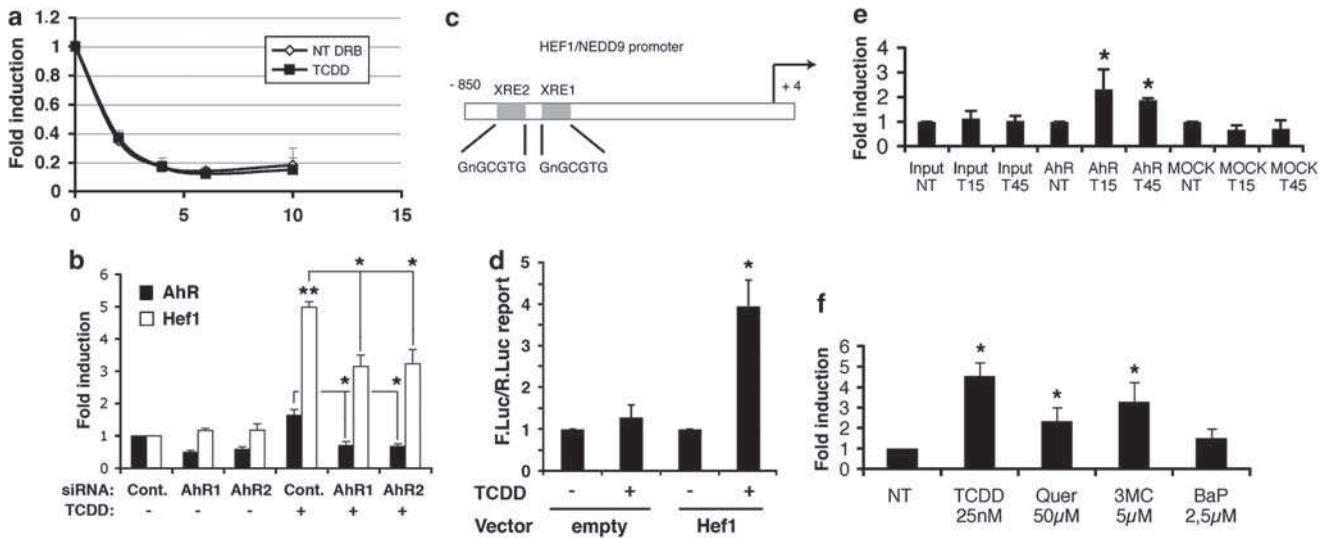 a
Fold induction
1.2
1
0.8
0.6
0.4
0.2
0
0 5 10 15
NT DRB
TCDD
b
Fold induction
6
5
4
3
2
1
0
AhR
Hef1
** * *
* *
siRNA: Cont. AhR1 AhR2 Cont. AhR1 AhR2
TCDD: - - - + + +
c
HEF1/NEDD9 promoter
- 850 XRE2 XRE1 + 4
GnGCGTG GnGCGTG
d
F.Luc/R.Luc report
5
4
3
2
1
0
*
TCDD - + - +
Vector empty Hef1
e
Fold induction
4
3
2
1
0
* *
Input NT
Input T15
Input T45
AhR NT
AhR T15
AhR T45
MOCK NT
MOCK T15
MOCK T45
f
Fold induction
6
5
4
3
2
1
0
* * *
NT
TCDD 25nM
Quer 50µM
3MC 5µM
BaP 2,5µM